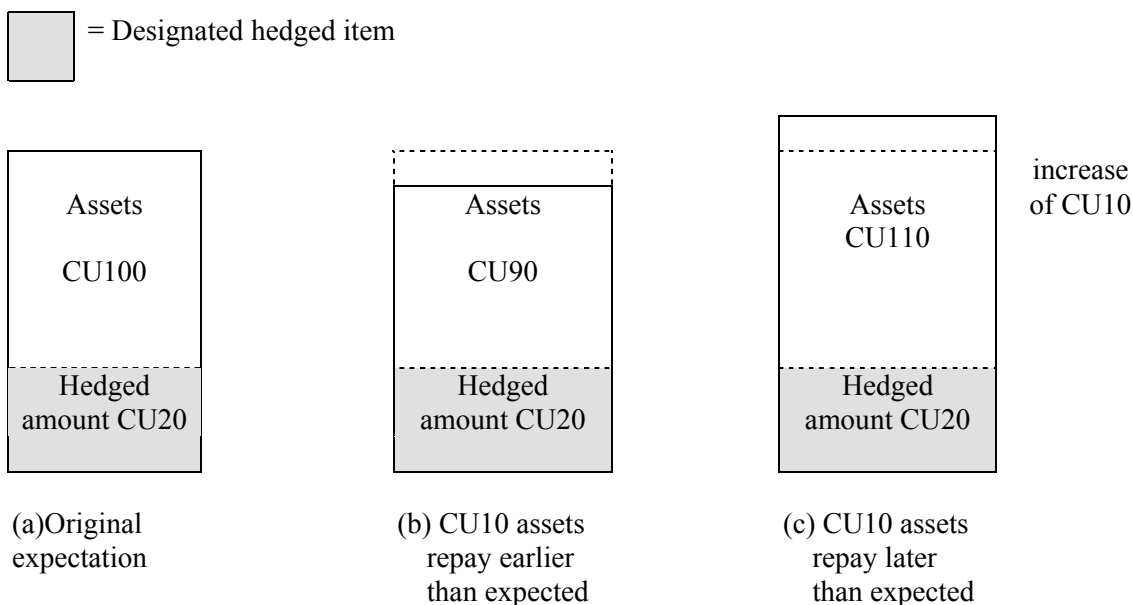 = Designated hedged item
Assets
CU100
Hedged
amount CU20
(a)Original
expectation
Assets
CU90
Hedged
amount CU20
(b) CU10 assets
repay earlier
than expected
Assets
CU110
Hedged
amount CU20
increase
of CU10
(c) CU10 assets
repay later
than expected